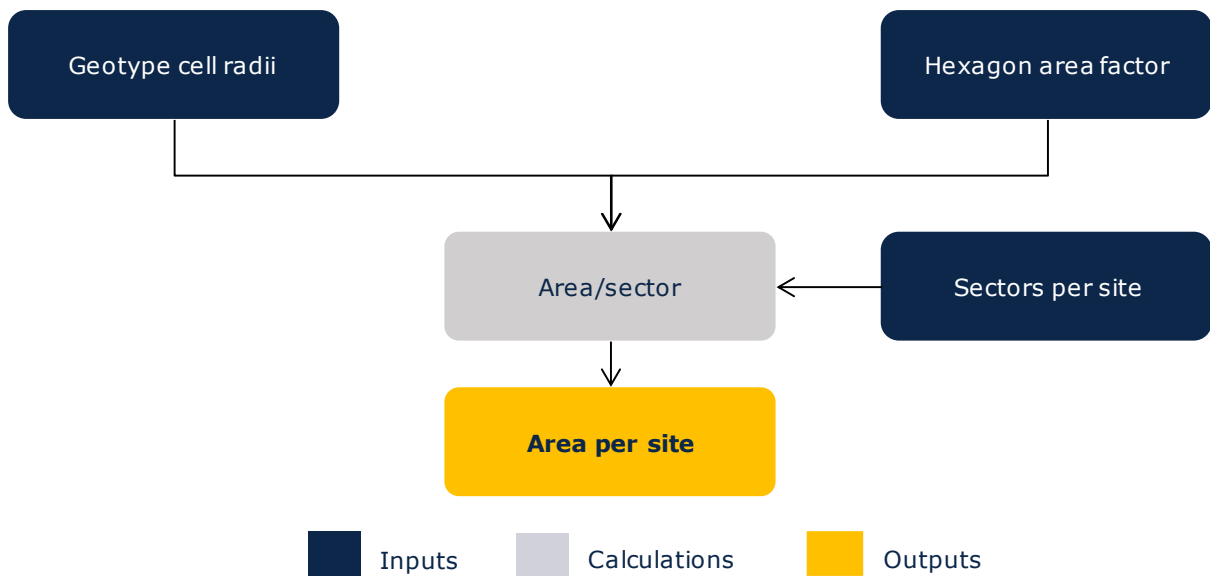 Geotype cell radii
Hexagon area factor
Area/sector
Sectors per site
Area per site
Inputs
Calculations
Outputs